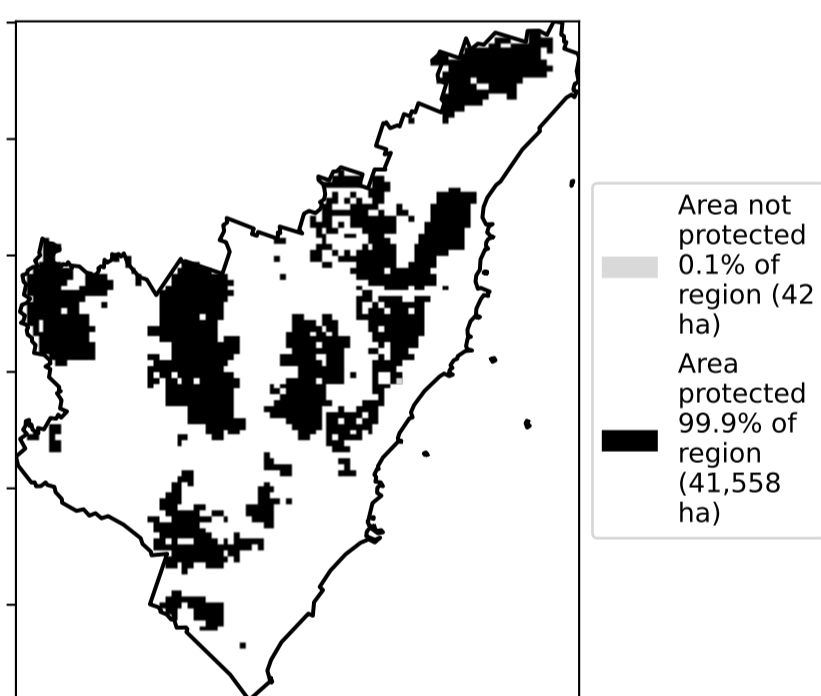 Area not
protected
0.1% of
region (42
ha)
Area
protected
99.9% of
region
(41,558
ha)